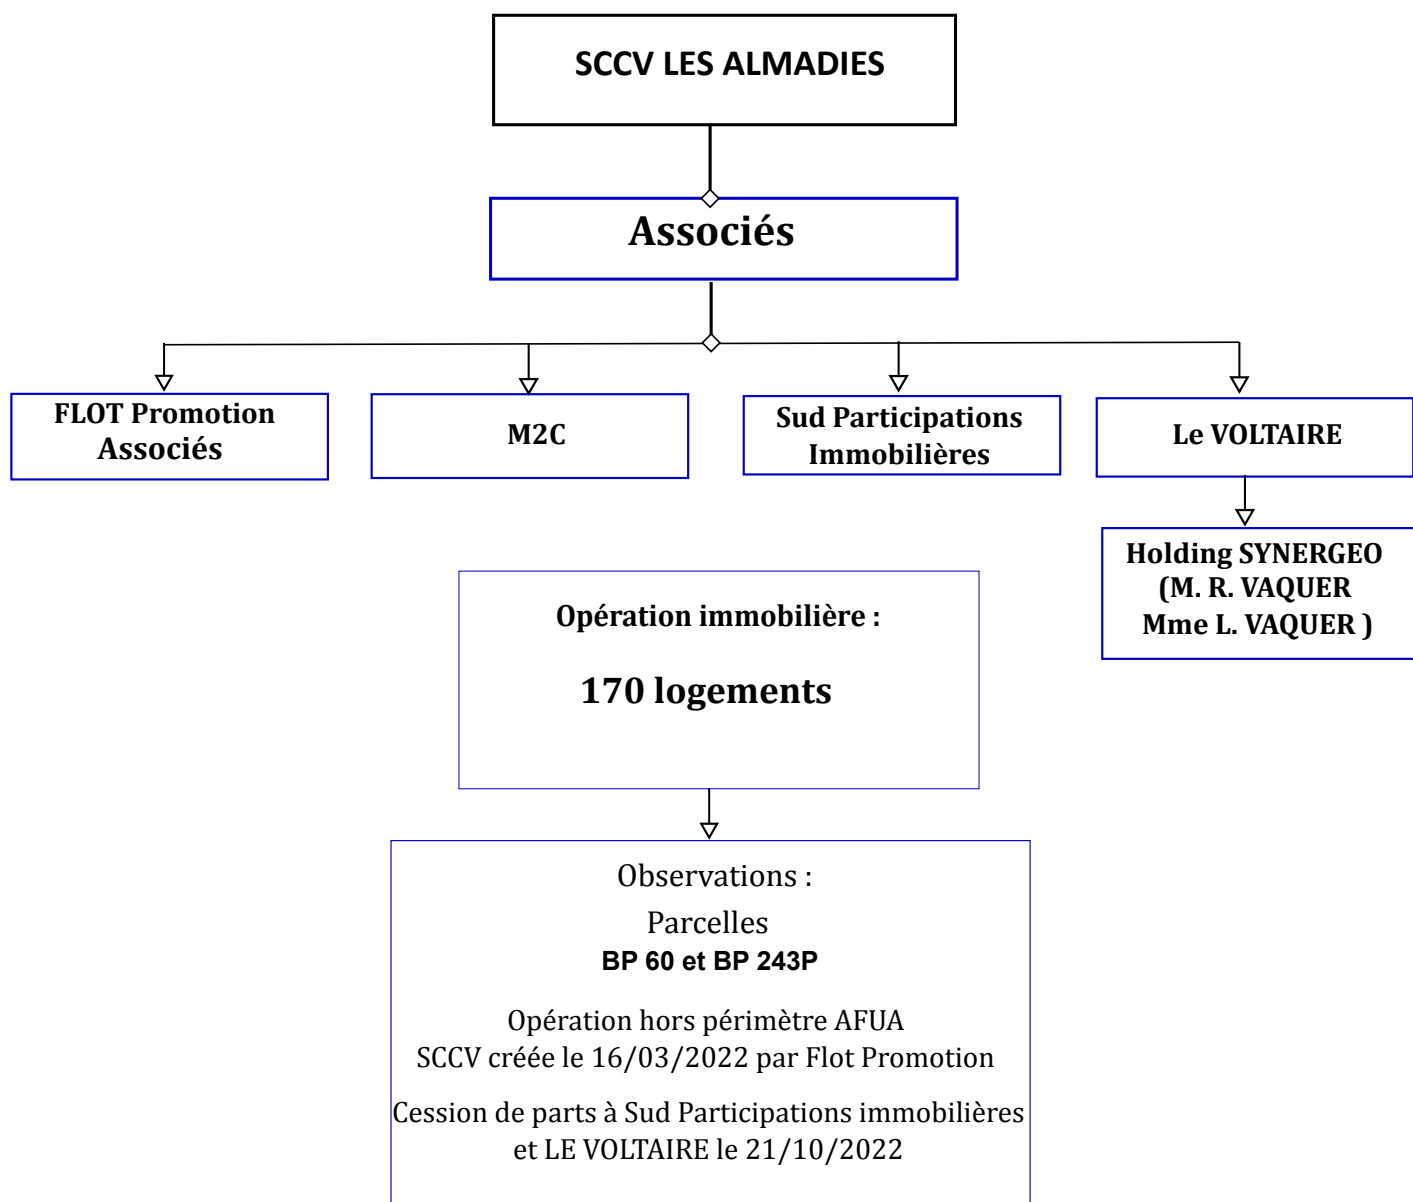 SCCV LES ALMADIES
Associés
FLOT Promotion
Associés
M2C
Sud Participations
Immobilières
Le VOLTAIRE
Holding SYNERGEO
(M. R. VAQUER
Mme L. VAQUER )
Opération immobilière :
170 logements
Observations :
Parcelles
BP 60 et BP 243P
Opération hors périmètre AFUA
SCCV créée le 16/03/2022 par Flot Promotion
Cession de parts à Sud Participations immobilières
et LE VOLTAIRE le 21/10/2022